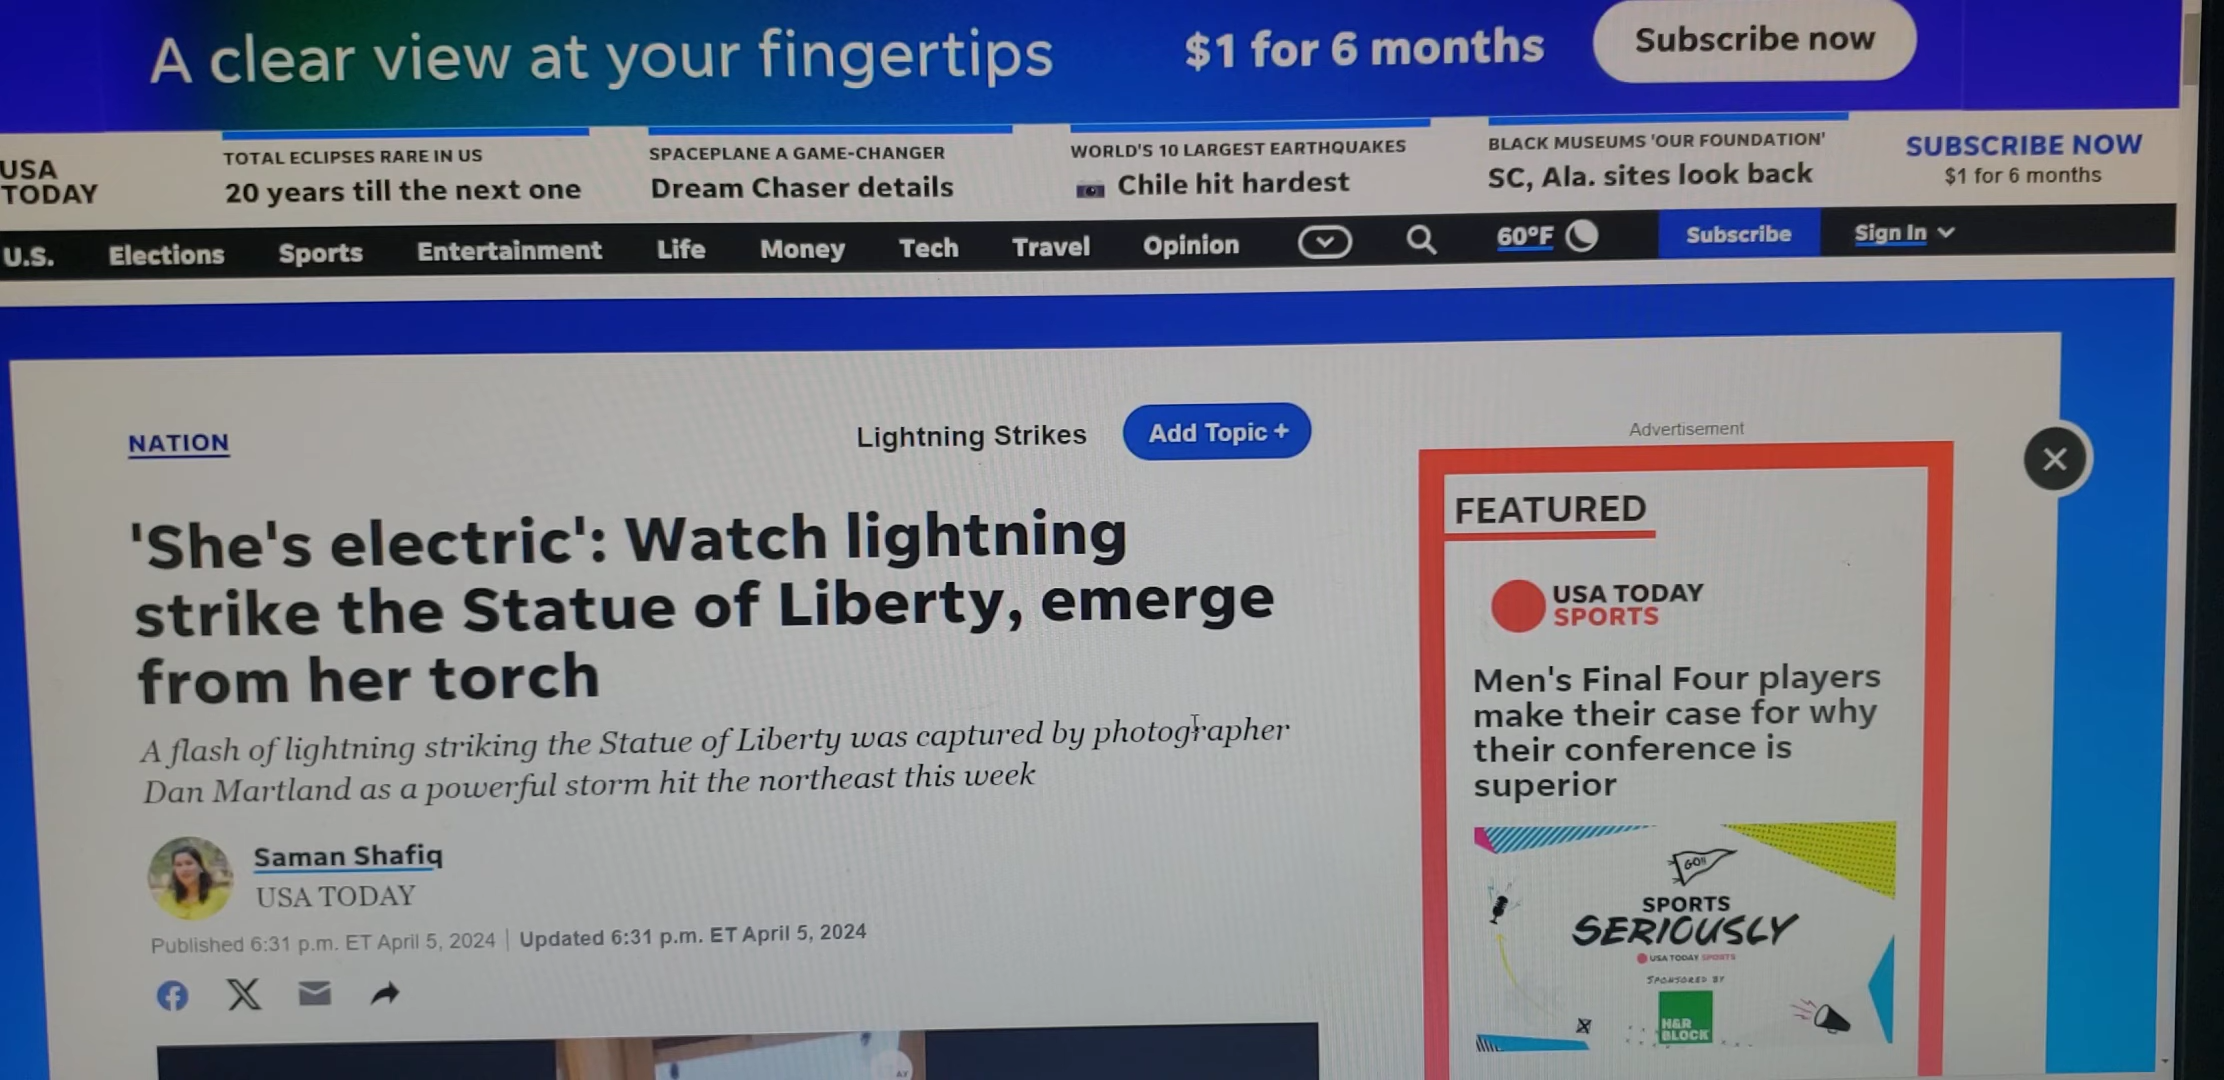 A clear view at your fingertips
$1 for 6 months
Subscribe now
USA
TODAY
TOTAL ECLIPSES RARE IN US
20 years till the next one
SPACEPLANE A GAME-CHANGER
Dream Chaser details
WORLD'S 10 LARGEST EARTHQUAKES
Chile hit hardest
BLACK MUSEUMS 'OUR FOUNDATION'
SC, Ala. sites look back
SUBSCRIBE NOW
$1 for 6 months
U.S. Elections Sports Entertainment Life Money Tech Travel Opinion 60°F Subscribe Sign In
NATION
Lightning Strikes
Add Topic +
'She's electric': Watch lightning
strike the Statue of Liberty, emerge
from her torch
A flash of lightning striking the Statue of Liberty was captured by photographer
Dan Martland as a powerful storm hit the northeast this week
Saman Shafiq
USA TODAY
Published 6:31 p.m. ET April 5, 2024 | Updated 6:31 p.m. ET April 5, 2024
Advertisement
FEATURED
USA TODAY
SPORTS
Men's Final Four players
make their case for why
their conference is
superior
GO!!
SPORTS
SERIOUSLY
USA TODAY SPORTS
SPONSORED BY
H&R
BLOCK